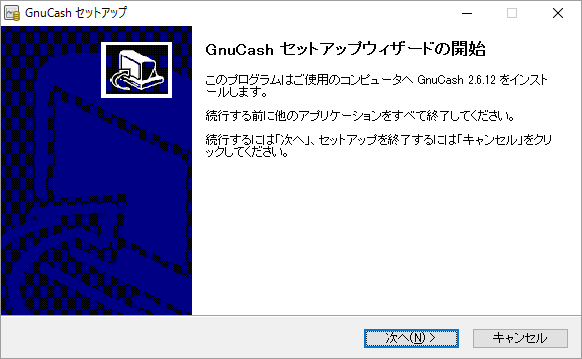 GnuCash セットアップ
GnuCash セットアップウィザードの開始
このプログラムはご使用のコンピュータへ GnuCash 2.6.12 をインスト
ールします。
続行する前に他のアプリケーションをすべて終了してください。
続行するには「次へ」、セットアップを終了するには「キャンセル」をクリ
ックしてください。
次へ(N) >
キャンセル